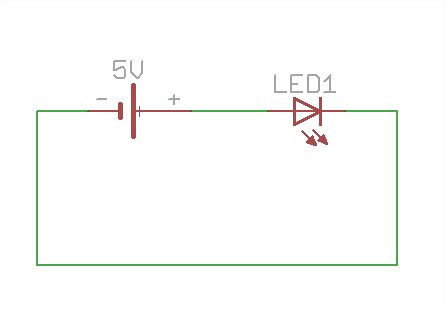 5V
LED1
- +